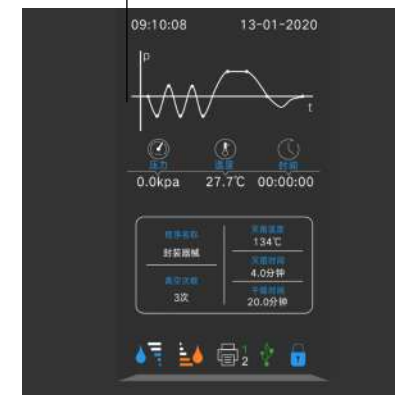 09:10:08 13-01-2020
p
t
压力 温度 时间
0.0kpa 27.7℃ 00:00:00
程序名称 灭菌温度
封装器械 134℃
真空次数 灭菌时间
3次 4.0分钟
干燥时间
20.0分钟
1
2